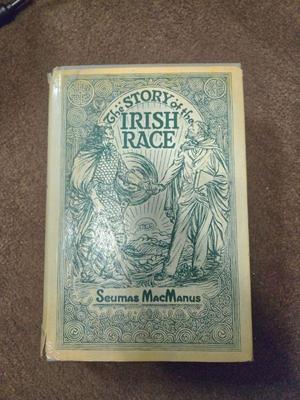 The STORY of the
IRISH
RACE
Seumas MacManus